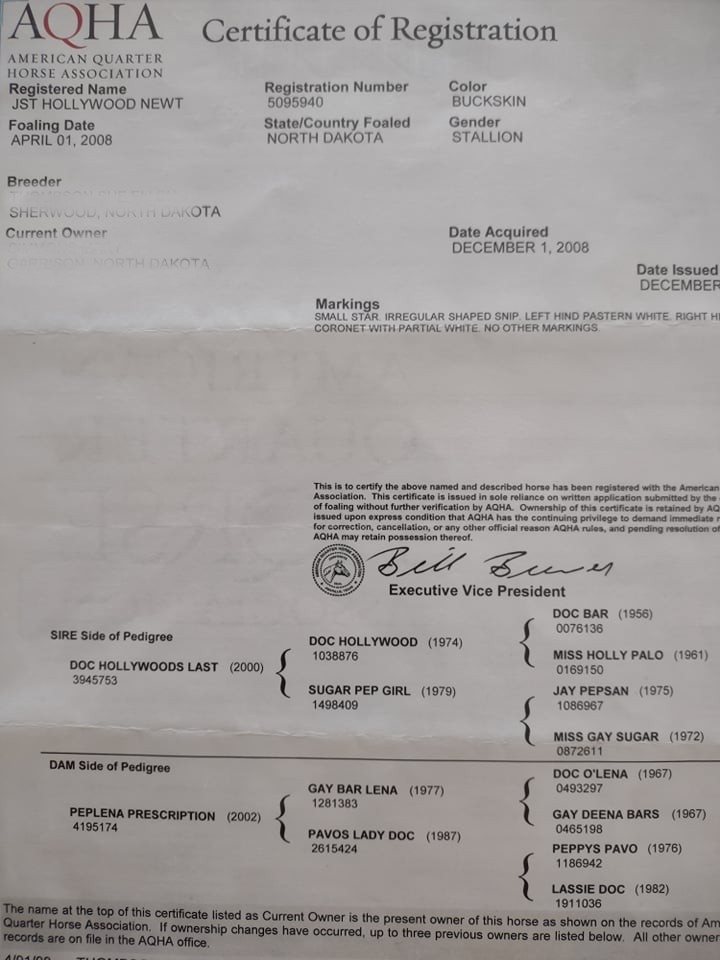 AQHA
Certificate of Registration
AMERICAN QUARTER
HORSE ASSOCIATION
Registered Name
JST HOLLYWOOD NEWT
Registration Number
5095940
Color
BUCKSKIN
Foaling Date
APRIL 01, 2008
State/Country Foaled
NORTH DAKOTA
Gender
STALLION
Breeder
SHERWOOD, NORTH DAKOTA
Current Owner
NORTH DAKOTA
Date Acquired
DECEMBER 1, 2008
Date Issued
DECEMBER
Markings
SMALL STAR. IRREGULAR SHAPED SNIP. LEFT HIND PASTERN WHITE. RIGHT HI
CORONET WITH PARTIAL WHITE. NO OTHER MARKINGS.
This is to certify the above named and described horse has been registered with the American
Association. This certificate is issued in sole reliance on written application submitted by the
of foaling without further verification by AQHA. Ownership of this certificate is retained by AQ
issued upon express condition that AQHA has the continuing privilege to demand immediate r
for correction, cancellation, or any other official reason AQHA rules, and pending resolution of
AQHA may retain possession thereof.
Bill Brewer
Executive Vice President
SIRE Side of Pedigree
DOC HOLLYWOODS LAST (2000)
3945753
DOC HOLLYWOOD (1974)
1038876
SUGAR PEP GIRL (1979)
1498409
DOC BAR (1956)
0076136
MISS HOLLY PALO (1961)
0169150
JAY PEPSAN (1975)
1086967
MISS GAY SUGAR (1972)
0872611
DAM Side of Pedigree
PEPLENA PRESCRIPTION (2002)
4195174
GAY BAR LENA (1977)
1281383
PAVOS LADY DOC (1987)
2615424
DOC O'LENA (1967)
0493297
GAY DEENA BARS (1967)
0465198
PEPPYS PAVO (1976)
1186942
LASSIE DOC (1982)
1911036
The name at the top of this certificate listed as Current Owner is the present owner of this horse as shown on the records of Am
Quarter Horse Association. If ownership changes have occurred, up to three previous owners are listed below. All other owner
records are on file in the AQHA office.